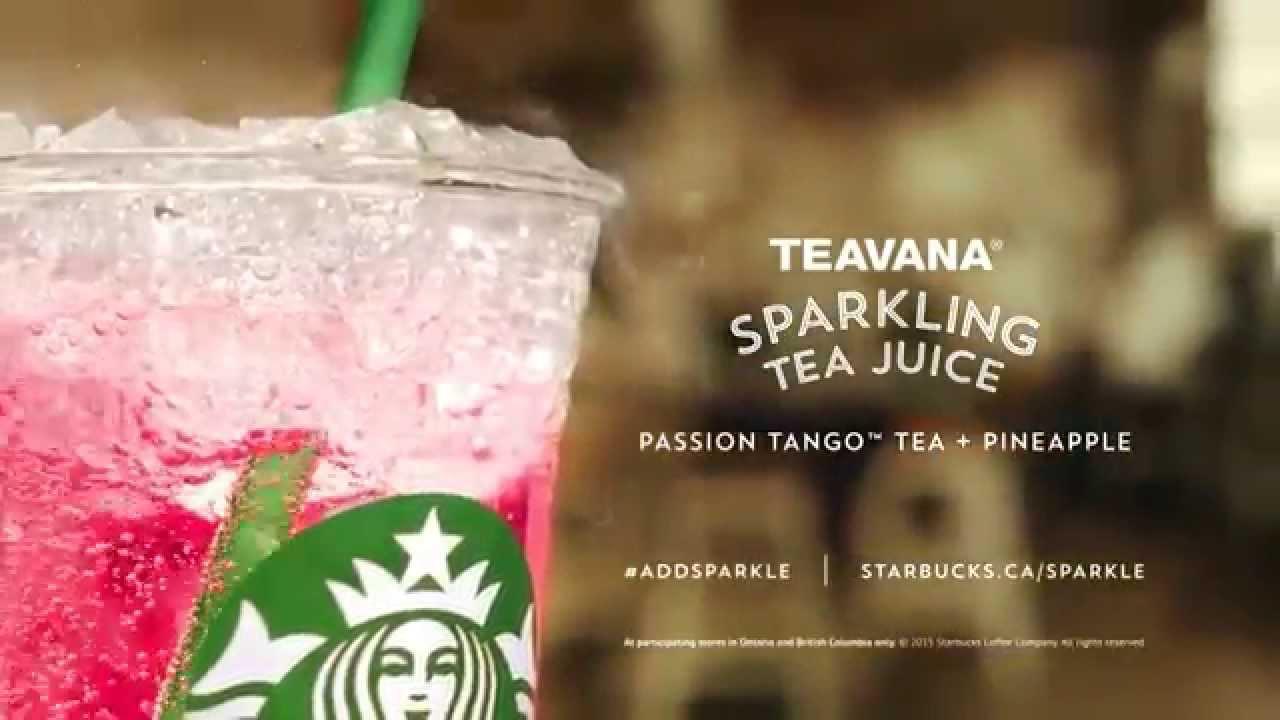 TEAVANA®
SPARKLING
TEA JUICE
PASSION TANGO™ TEA + PINEAPPLE
#ADDSPARKLE | STARBUCKS.CA/SPARKLE
At participating stores in Ontario and British Columbia only. © 2015 Starbucks Coffee Company. All rights reserved.